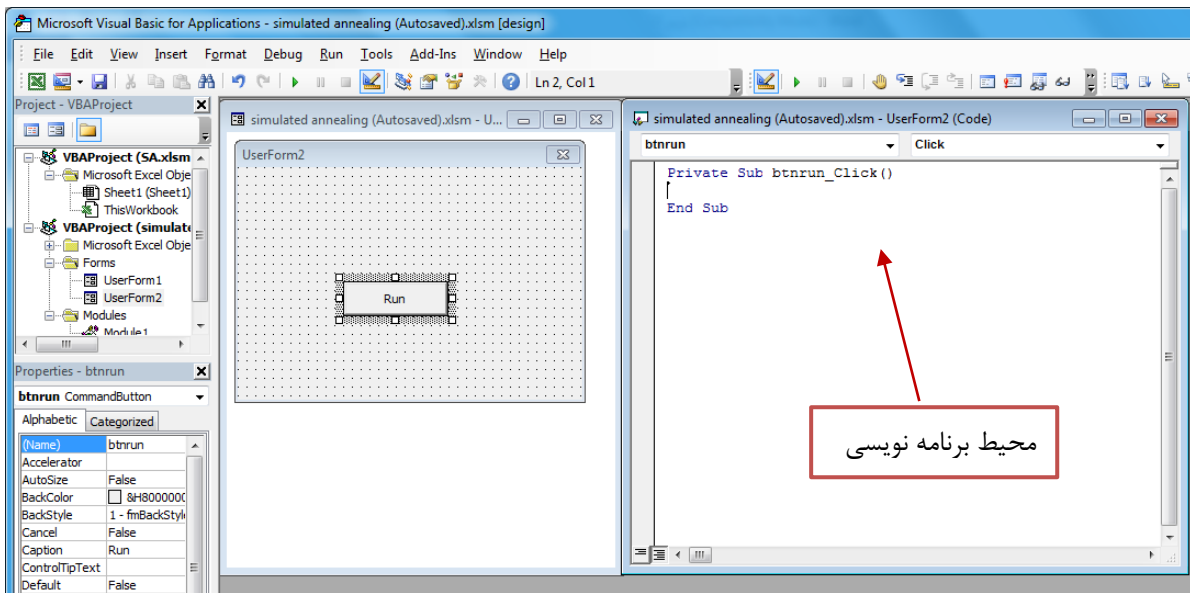 Microsoft Visual Basic for Applications - simulated annealing (Autosaved).xlsm [design]
File Edit View Insert Format Debug Run Tools Add-Ins Window Help
Ln 2, Col 1
Project - VBAProject
VBAProject (SA.xlsm
Microsoft Excel Obje
Sheet1 (Sheet1)
ThisWorkbook
VBAProject (simulate
Microsoft Excel Obje
Forms
UserForm1
UserForm2
Modules
Module1
Properties - btnrun
btnrun CommandButton
Alphabetic Categorized
(Name) btnrun
Accelerator
AutoSize False
BackColor &H8000000
BackStyle 1 - fmBackStyle
Cancel False
Caption Run
ControlTipText
Default False
simulated annealing (Autosaved).xlsm - U...
UserForm2
Run
simulated annealing (Autosaved).xlsm - UserForm2 (Code)
btnrun Click
Private Sub btnrun_Click()
End Sub
محیط برنامه نویسی